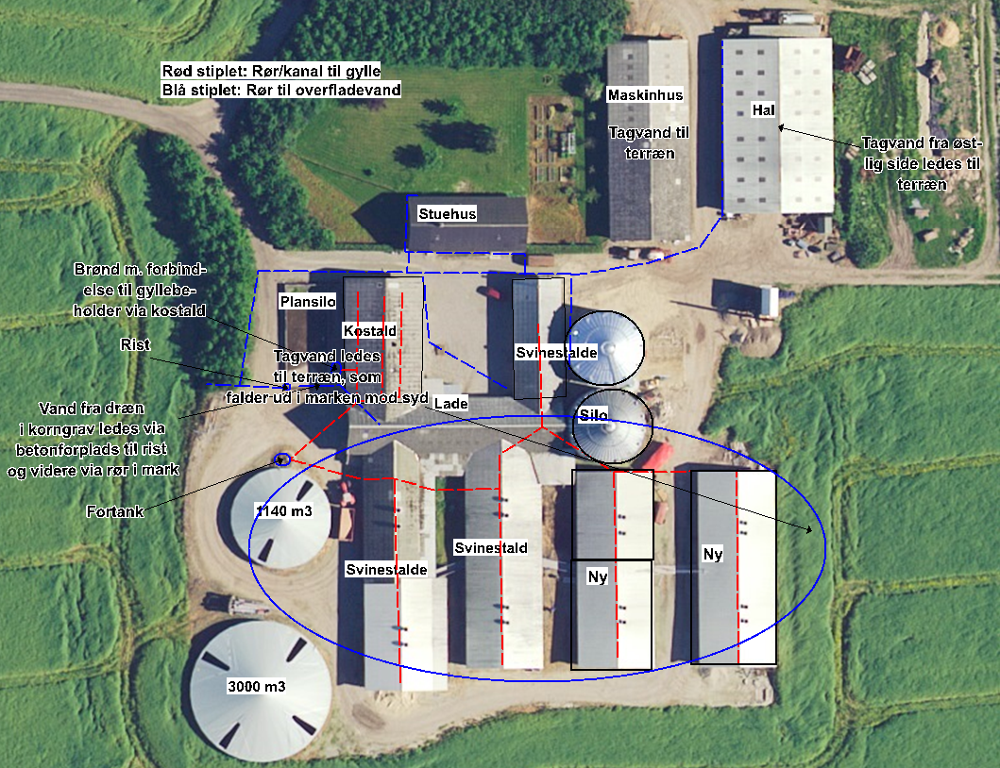 Rød stiplet: Rør/kanal til gylle
Blå stiplet: Rør til overfladevand
Maskinhus
Tagvand til
terræn
Hal
Tagvand fra øst-
lig side ledes til
terræn
Stuehus
Brønd m. forbind-
else til gyllebe-
holder via kostald
Plansilo
Kostald
Rist
Tagvand ledes
til terræn, som
falder ud i marken mod syd
Svinestalde
Lade
Silo
Vand fra dræn
i korngrav ledes via
betonforplads til rist
og videre via rør i mark
Fortank
1140 m3
Svinestald
Svinestalde
Ny
Ny
3000 m3